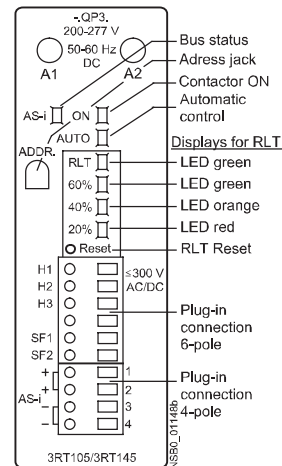 -.QP3.
200-277 V
50-60 Hz
DC
A1 A2
Bus status
Adress jack
AS-i ON Contactor ON
AUTO Automatic
control
ADDR.
Displays for RLT
RLT LED green
60% LED green
40% LED orange
20% LED red
Reset RLT Reset
H1 ≤300 V
H2 AC/DC
H3
Plug-in
connection
6-pole
SF1
SF2
+ 1
+ 2
AS-i
- 3
- 4
Plug-in
connection
4-pole
3RT105/3RT145
NSB0_01148b